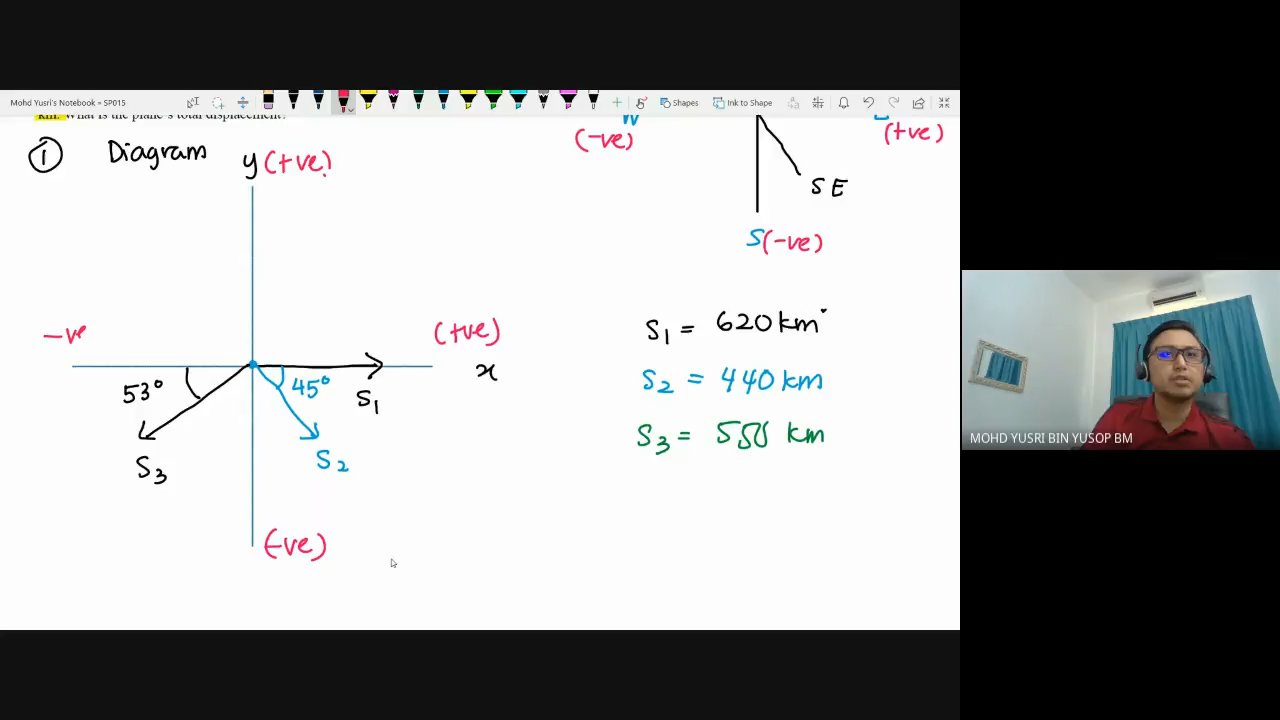 Mohd Yusri's Notebook » SP015
Shapes
Ink to Shape
km. What is the plane's total displacement?
① Diagram
y (+ve)
-ve
(+ve)
x
53°
45°
S₁
S₂
S₃
(-ve)
W
(-ve)
E
(+ve)
SE
S (-ve)
S₁ = 620 km
S₂ = 440 km
S₃ = 550 km
MOHD YUSRI BIN YUSOP BM